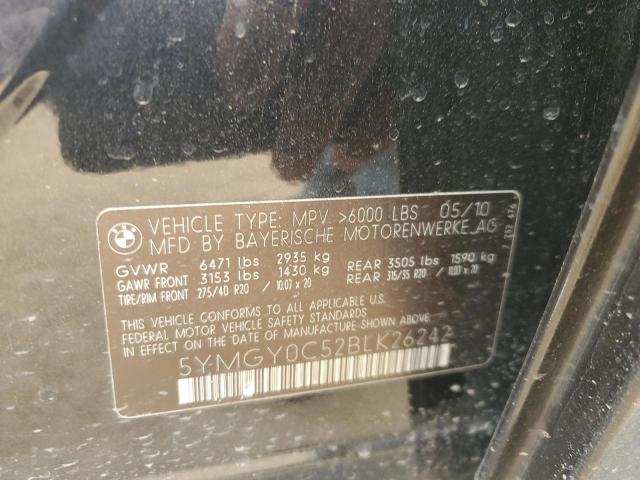 VEHICLE TYPE: MPV >6000 LBS 05/10
MFD BY BAYERISCHE MOTORENWERKE AG
GVWR 6471 lbs 2935 kg
GAWR FRONT 3153 lbs 1430 kg REAR 3505 lbs 1590 kg
TIRE/RIM FRONT 275/40 R20 / 10.0J x 20 REAR 315/35 R20 / 11.0J x 20
THIS VEHICLE CONFORMS TO ALL APPLICABLE U.S.
FEDERAL MOTOR VEHICLE SAFETY STANDARDS
IN EFFECT ON THE DATE OF MANUFACTURE SHOWN ABOVE.
5YMGY0C52BLK26242